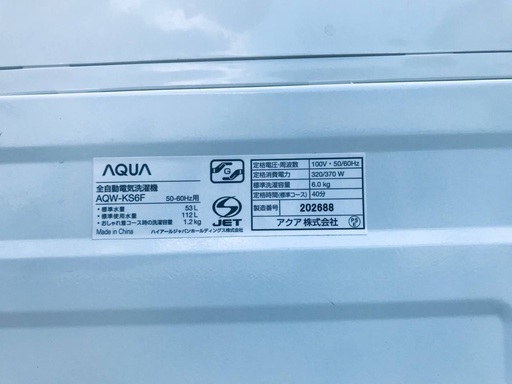 AQUA
全自動電気洗濯機
AQW-KS6F 50-60Hz用
・標準水量 53 L
・標準使用水量 112 L
・おしゃれ着コース時の洗濯容量 1.2 kg
Made in China
ハイアールジャパンホールディングス株式会社
G
S JET
定格電圧・周波数 100V・50/60Hz
定格消費電力 320/370 W
標準洗濯容量 6.0 kg
定格時間(標準コース) 40分
製造番号 202688
アクア 株式会社
PSE